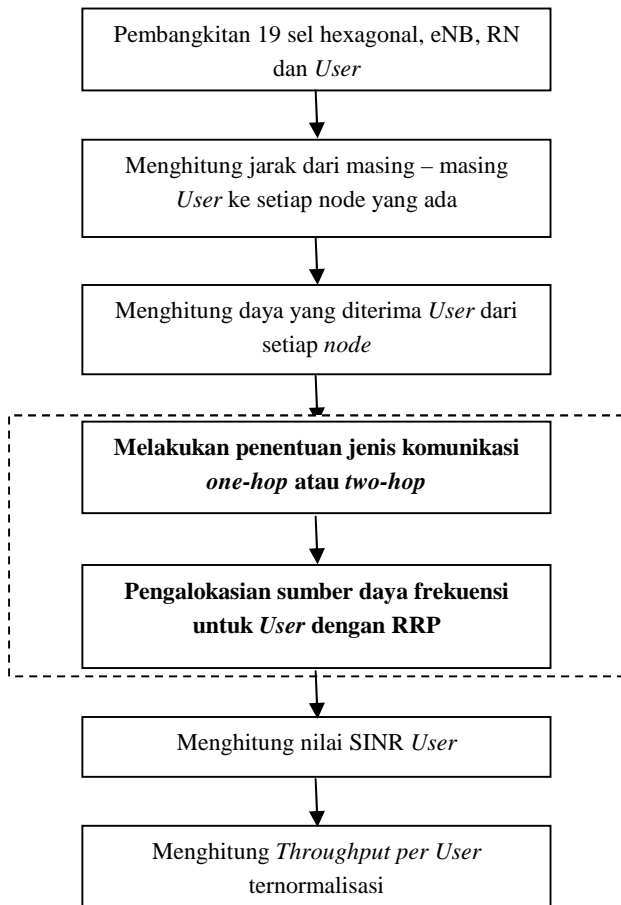 Pembangkitan 19 sel hexagonal, eNB, RN
dan User
Menghitung jarak dari masing – masing
User ke setiap node yang ada
Menghitung daya yang diterima User dari
setiap node
Melakukan penentuan jenis komunikasi
one-hop atau two-hop
Pengalokasian sumber daya frekuensi
untuk User dengan RRP
Menghitung nilai SINR User
Menghitung Throughput per User
ternormalisasi